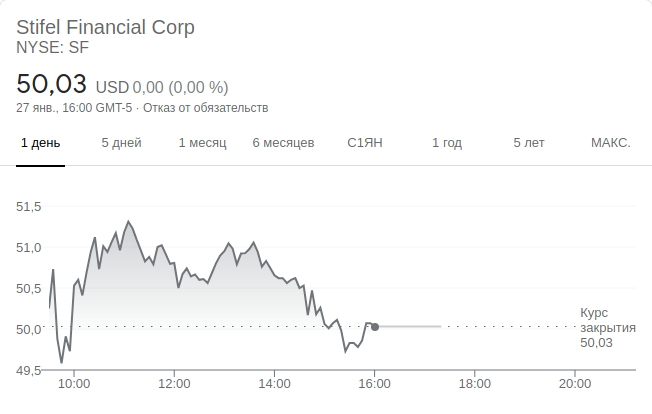 Stifel Financial Corp
NYSE: SF
50,03 USD 0,00 (0,00 %)
27 янв., 16:00 GMT-5 · Отказ от обязательств
1 день 5 дней 1 месяц 6 месяцев С1ЯН 1 год 5 лет МАКС.
51,5
51,0
50,5
50,0
49,5
Курс
закрытия
50,03
10:00 12:00 14:00 16:00 18:00 20:00